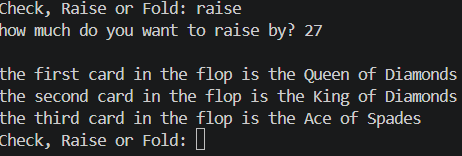 Check, Raise or Fold: raise
how much do you want to raise by? 27
the first card in the flop is the Queen of Diamonds
the second card in the flop is the King of Diamonds
the third card in the flop is the Ace of Spades
Check, Raise or Fold: